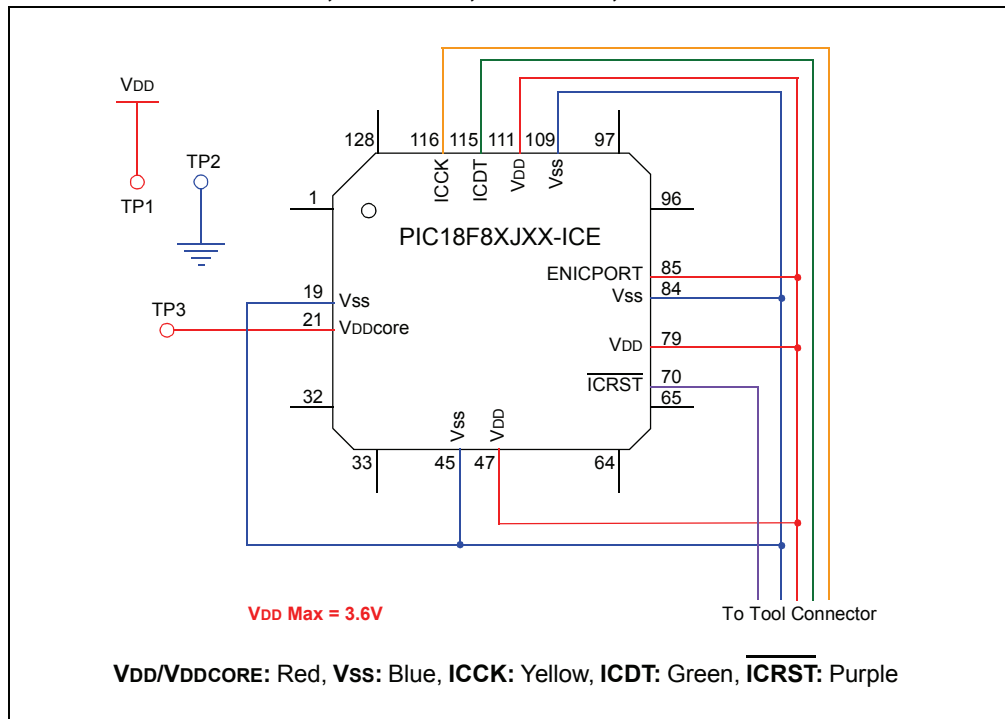 128 116 115 111 109 97
VDD
TP2
ICCK
ICDT
VDD
Vss
TP1
1
96
PIC18F8XJXX-ICE
ENICPORT 85
19 Vss
Vss 84
TP3
21 VDDcore
VDD 79
ICRST 70
32
65
Vss
VDD
33 45 47 64
VDD Max = 3.6V
To Tool Connector
VDD/VDDCORE: Red, Vss: Blue, ICCK: Yellow, ICDT: Green, ICRST: Purple